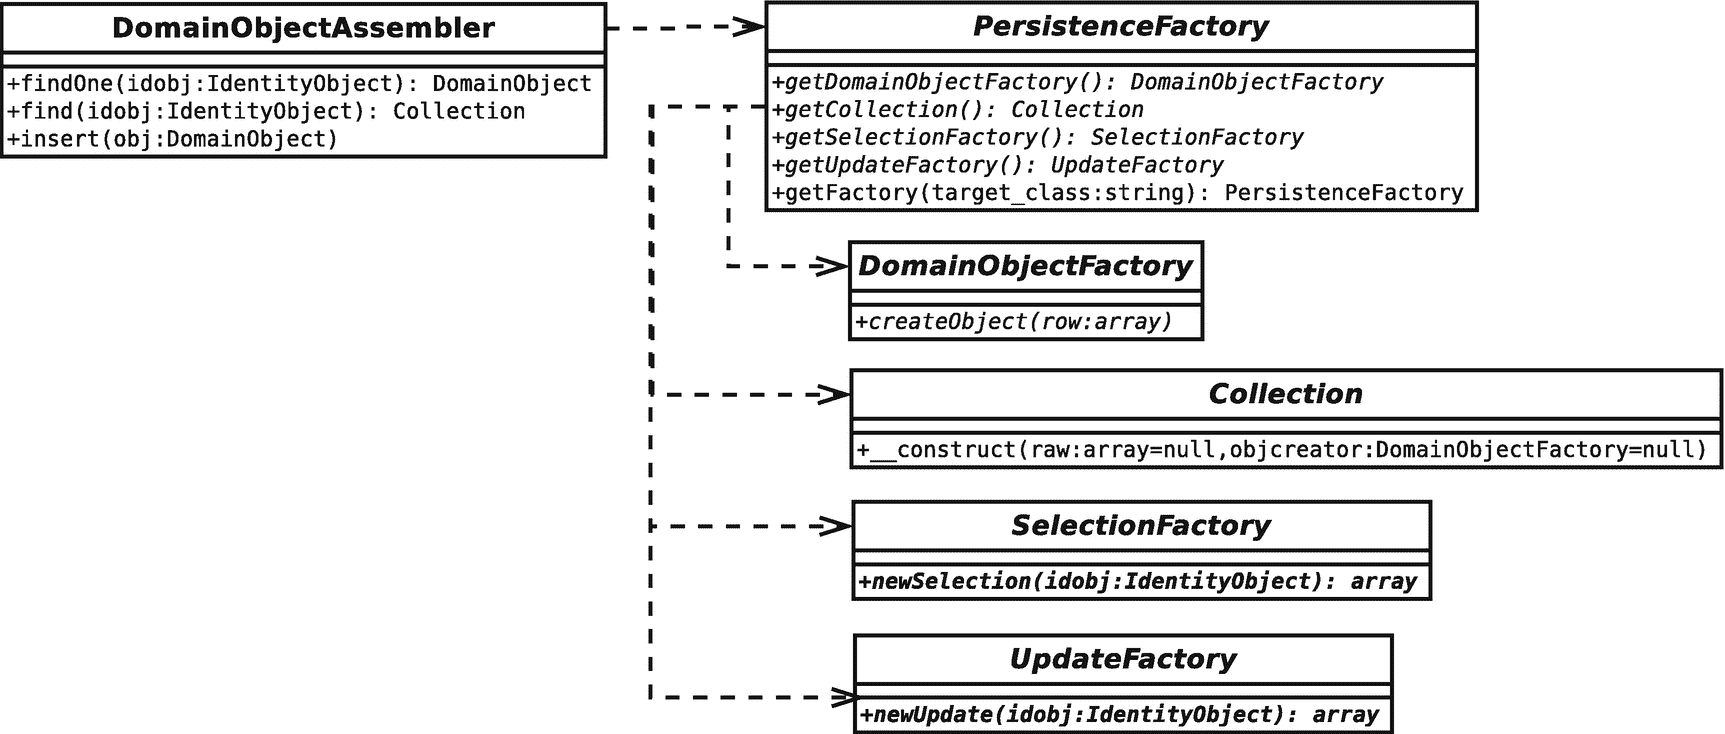 DomainObjectAssembler
+findOne(idobj:IdentityObject): DomainObject
+find(idobj:IdentityObject): Collection
+insert(obj:DomainObject)
PersistenceFactory
+getDomainObjectFactory(): DomainObjectFactory
+getCollection(): Collection
+getSelectionFactory(): SelectionFactory
+getUpdateFactory(): UpdateFactory
+getFactory(target_class:string): PersistenceFactory
DomainObjectFactory
+createObject(row:array)
Collection
+__construct(raw:array=null,objcreator:DomainObjectFactory=null)
SelectionFactory
+newSelection(idobj:IdentityObject): array
UpdateFactory
+newUpdate(idobj:IdentityObject): array